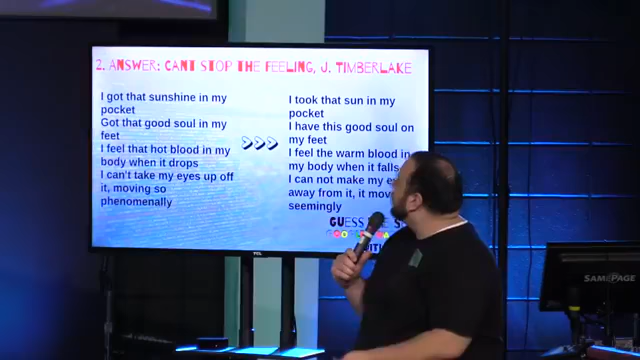 2. ANSWER: CANT STOP THE FEELING, J. TIMBERLAKE
I got that sunshine in my
pocket
Got that good soul in my
feet
I feel that hot blood in my
body when it drops
I can't take my eyes up off
it, moving so
phenomenally
>>>
I took that sun in my
pocket
I have this good soul on
my feet
I feel the warm blood in
my body when it falls
I can not make my
away from it, it
seemingly
GUESS
TCL
SAMEPAGE